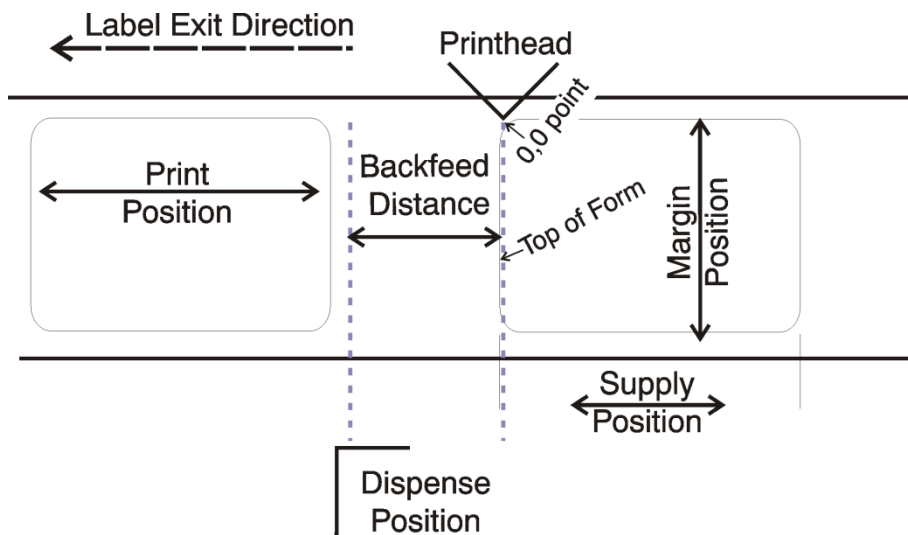 Label Exit Direction
Printhead
0,0 point
Print
Position
Backfeed
Distance
Top of Form
Margin
Position
Supply
Position
Dispense
Position